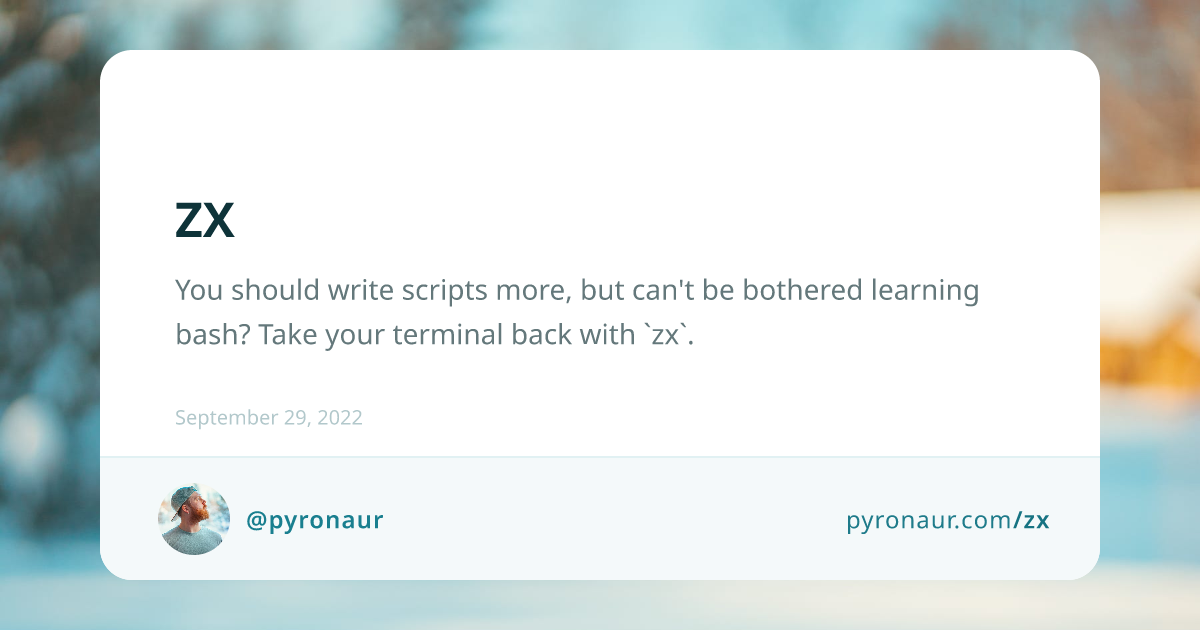 ZX
You should write scripts more, but can't be bothered learning
bash? Take your terminal back with `zx`.
September 29, 2022
@pyronaur
pyronaur.com/zx